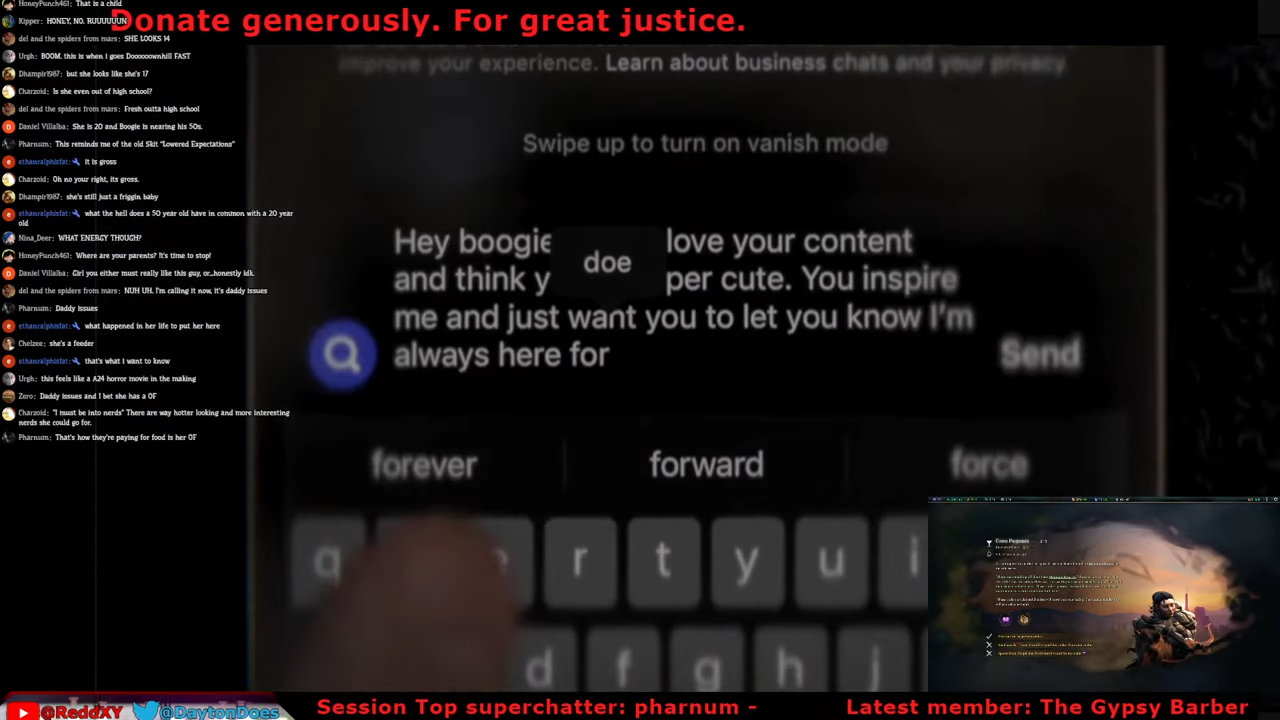 Donate generously. For great justice.
HoneyPunch461: That is a child
Kipper: HONEY, NO. RUUUUUUN
del and the spiders from mars: SHE LOOKS 14
Urgh: BOOM, this is when i goes Doooooownhill FAST
Dhampir1987: but she looks like she's 17
Charzoid: Is she even out of high school?
del and the spiders from mars: Fresh outta high school
Daniel Villalba: She is 20 and Boogie is nearing his 50s.
Pharnum: This reminds me of the old Skit "Lowered Expectations"
ethanralphisfat: it is gross
Charzoid: Oh no your right, its gross.
Dhampir1987: she's still just a friggin baby
ethanralphisfat: what the hell does a 50 year old have in common with a 20 year
old
Nina_Deer: WHAT ENERGY THOUGH?
HoneyPunch461: Where are your parents? It's time to stop!
Daniel Villalba: Girl you either must really like this guy, or...honestly idk.
del and the spiders from mars: NUH UH. I'm calling it now, it's daddy issues
Pharnum: Daddy issues
ethanralphisfat: what happened in her life to put her here
Chelzee: she's a feeder
ethanralphisfat: that's what i want to know
Urgh: this feels like a A24 horror movie in the making
Zero: Daddy issues and I bet she has a OF
Charzoid: "I must be into nerds" There are way hotter looking and more interesting
nerds she could go for.
Pharnum: That's how they're paying for food is her OF
improve your experience. Learn about business chats and your privacy
Swipe up to turn on vanish mode
Hey boogie love your content
doe
and think y per cute. You inspire
me and just want you to let you know I'm
always here for
Send
forever forward force
q r t y u i
d f g h j
@ReddXY @DaytonDoes Session Top superchatter: pharnum - Latest member: The Gypsy Barber